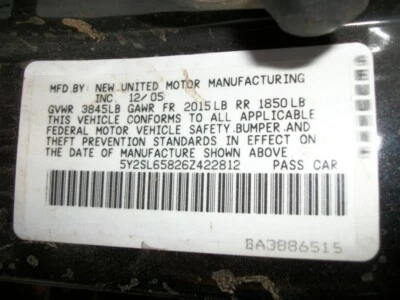 MFD.BY: NEW UNITED MOTOR MANUFACTURING
INC 12/05
GVWR 3845LB GAWR FR 2015LB RR 1850LB
THIS VEHICLE CONFORMS TO ALL APPLICABLE
FEDERAL MOTOR VEHICLE SAFETY, BUMPER, AND
THEFT PREVENTION STANDARDS IN EFFECT ON
THE DATE OF MANUFACTURE SHOWN ABOVE
5Y2SL65826Z422812 PASS CAR
BA3886515